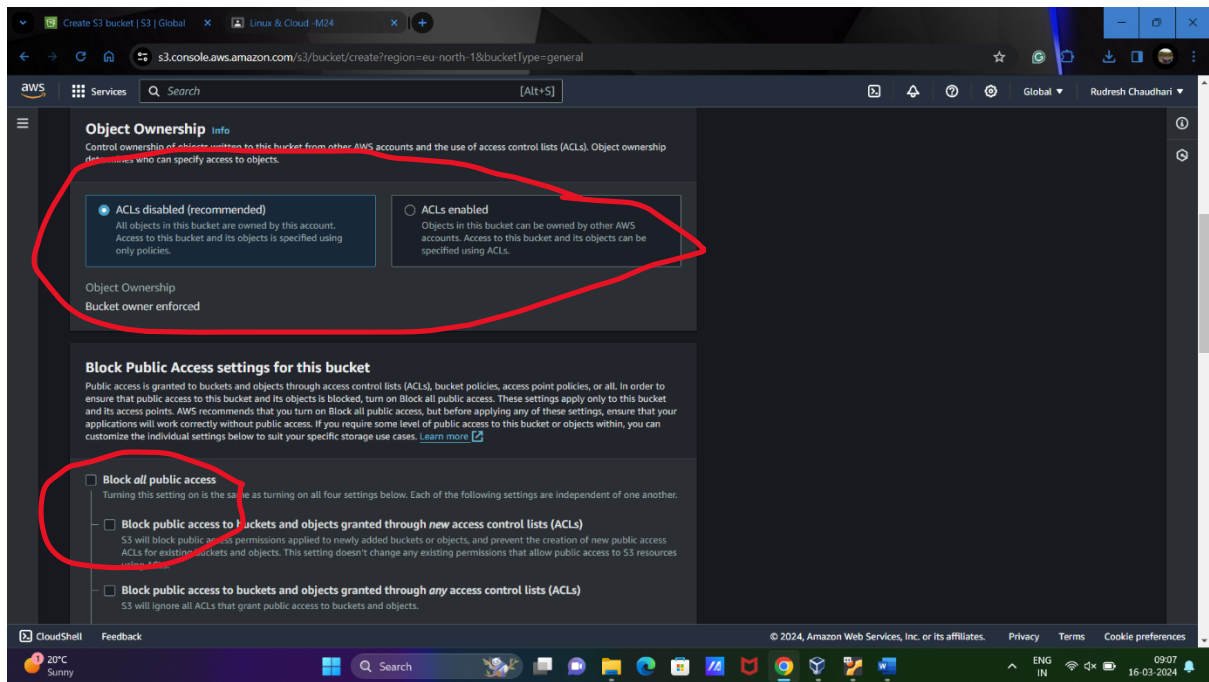 Create S3 bucket | S3 | Global
Linux & Cloud -M24
s3.console.aws.amazon.com/s3/bucket/create?region=eu-north-1&bucketType=general
aws
Services
Search
[Alt+S]
Global
Rudresh Chaudhari
Object Ownership Info
Control ownership of objects written to this bucket from other AWS accounts and the use of access control lists (ACLs). Object ownership
determines who can specify access to objects.
ACLs disabled (recommended)
All objects in this bucket are owned by this account.
Access to this bucket and its objects is specified using
only policies.
ACLs enabled
Objects in this bucket can be owned by other AWS
accounts. Access to this bucket and its objects can be
specified using ACLs.
Object Ownership
Bucket owner enforced
Block Public Access settings for this bucket
Public access is granted to buckets and objects through access control lists (ACLs), bucket policies, access point policies, or all. In order to
ensure that public access to this bucket and its objects is blocked, turn on Block all public access. These settings apply only to this bucket
and its access points. AWS recommends that you turn on Block all public access, but before applying any of these settings, ensure that your
applications will work correctly without public access. If you require some level of public access to this bucket or objects within, you can
customize the individual settings below to suit your specific storage use cases. Learn more
Block all public access
Turning this setting on is the same as turning on all four settings below. Each of the following settings are independent of one another.
Block public access to buckets and objects granted through new access control lists (ACLs)
S3 will block public access permissions applied to newly added buckets or objects, and prevent the creation of new public access
ACLs for existing buckets and objects. This setting doesn't change any existing permissions that allow public access to S3 resources
using ACLs.
Block public access to buckets and objects granted through any access control lists (ACLs)
S3 will ignore all ACLs that grant public access to buckets and objects.
CloudShell
Feedback
© 2024, Amazon Web Services, Inc. or its affiliates.
Privacy
Terms
Cookie preferences
1
20°C
Sunny
Search
ENG
IN
09:07
16-03-2024